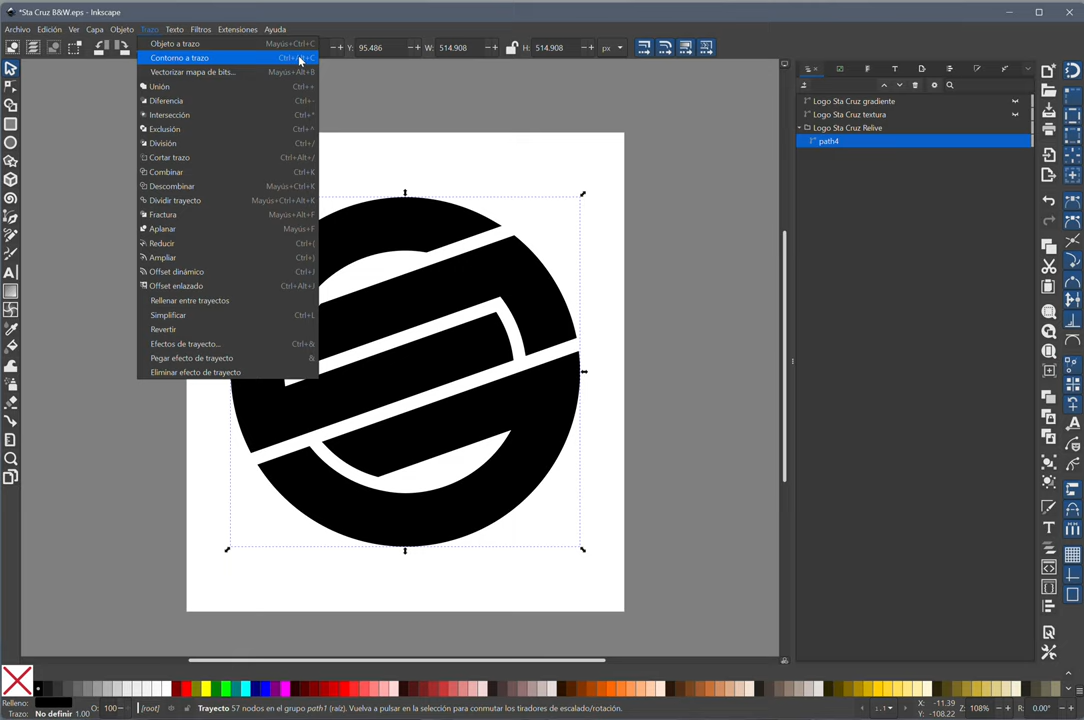 *Sta Cruz B&W.eps - Inkscape
Archivo Edición Ver Capa Objeto Trazo Texto Filtros Extensiones Ayuda
Y: 95.486 W: 514.908 H: 514.908 px
Objeto a trazo Mayús+Ctrl+C
Contorno a trazo Ctrl+Alt+C
Vectorizar mapa de bits... Mayús+Alt+B
Unión Ctrl++
Diferencia Ctrl+-
Intersección Ctrl+*
Exclusión Ctrl+^
División Ctrl+/
Cortar trazo Ctrl+Alt+/
Combinar Ctrl+K
Descombinar Mayús+Ctrl+K
Dividir trayecto Mayús+Ctrl+Alt+K
Fractura Mayús+Alt+F
Aplanar Mayús+F
Reducir Ctrl+(
Ampliar Ctrl+)
Offset dinámico Ctrl+J
Offset enlazado Ctrl+Alt+J
Rellenar entre trayectos
Simplificar Ctrl+L
Revertir
Efectos de trayecto... Ctrl+&
Pegar efecto de trayecto &
Eliminar efecto de trayecto
Logo Sta Cruz gradiente
Logo Sta Cruz textura
Logo Sta Cruz Relive
path4
Relleno:
Trazo: No definir 1.00
O: 100
[root]
Trayecto 57 nodos en el grupo path1 (raíz). Vuelva a pulsar en la selección para conmutar los tiradores de escalado/rotación.
X: -11.39
Y: -108.22
Z: 108%
R: 0.00°